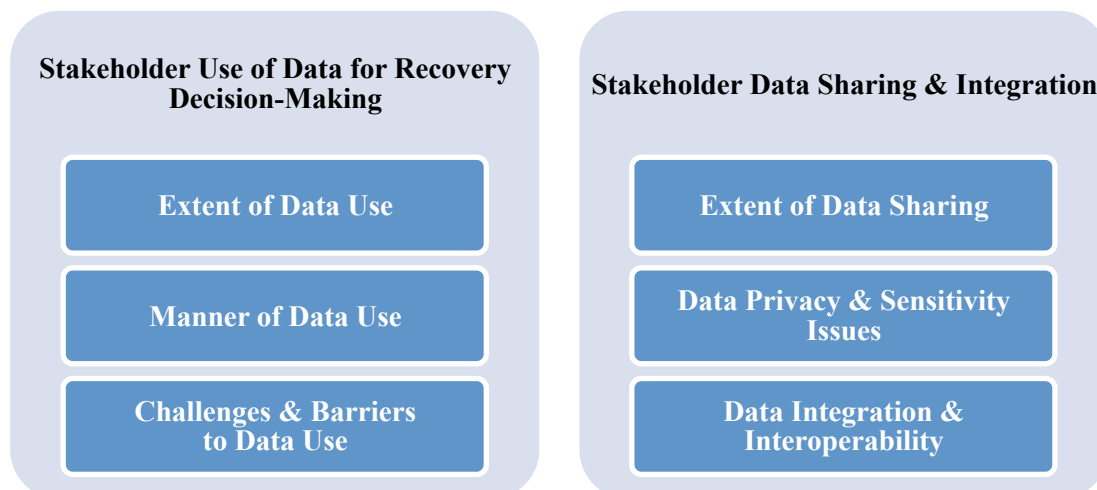 Stakeholder Use of Data for Recovery
Decision-Making
Extent of Data Use
Manner of Data Use
Challenges & Barriers
to Data Use
Stakeholder Data Sharing & Integration
Extent of Data Sharing
Data Privacy & Sensitivity
Issues
Data Integration &
Interoperability